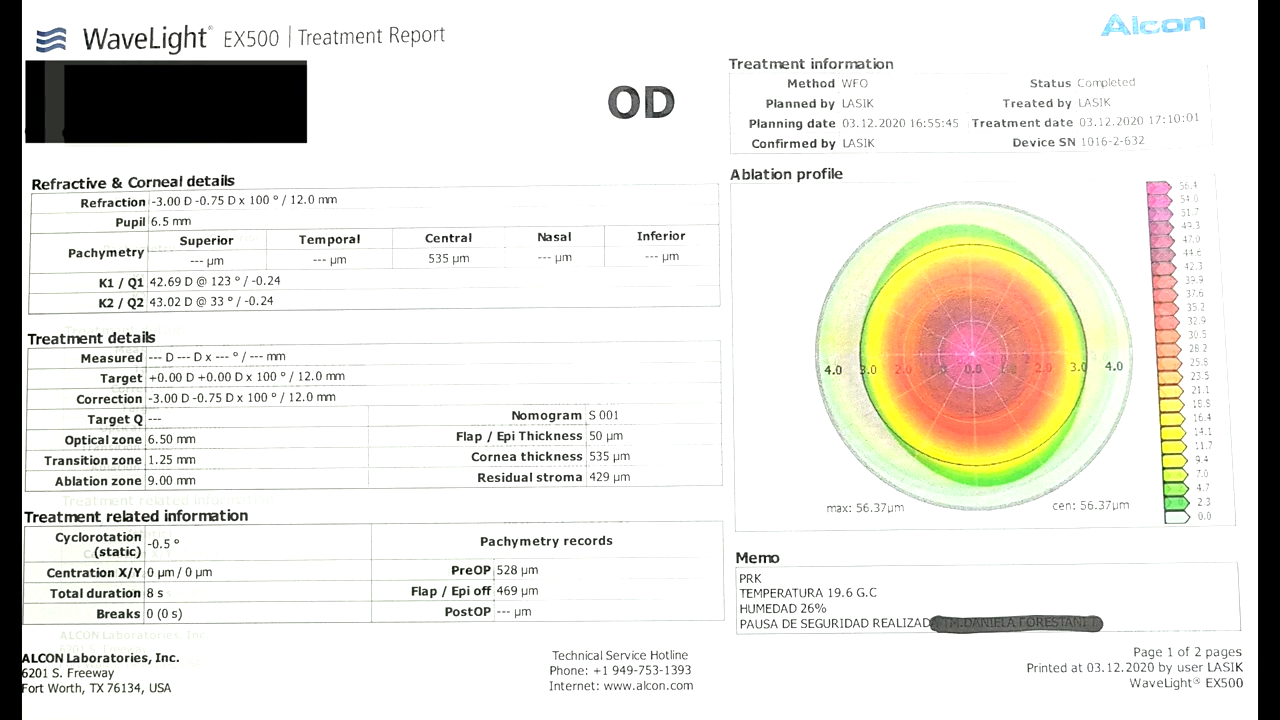 WaveLight® EX500 | Treatment Report
Alcon
OD
Treatment information
Method WFO Status Completed
Planned by LASIK Treated by LASIK
Planning date 03.12.2020 16:55:45 Treatment date 03.12.2020 17:10:01
Confirmed by LASIK Device SN 1016-2-632
Refractive & Corneal details
Refraction -3.00 D -0.75 D x 100 ° / 12.0 mm
Pupil 6.5 mm
Pachymetry Superior Temporal Central Nasal Inferior
--- µm --- µm 535 µm --- µm --- µm
K1 / Q1 42.69 D @ 123 ° / -0.24
K2 / Q2 43.02 D @ 33 ° / -0.24
Treatment details
Measured --- D --- D x --- ° / --- mm
Target +0.00 D +0.00 D x 100 ° / 12.0 mm
Correction -3.00 D -0.75 D x 100 ° / 12.0 mm
Target Q --- Nomogram S 001
Optical zone 6.50 mm Flap / Epi Thickness 50 µm
Transition zone 1.25 mm Cornea thickness 535 µm
Ablation zone 9.00 mm Residual stroma 429 µm
Treatment related information
Cyclorotation (static) -0.5 ° Pachymetry records
Centration X/Y 0 µm / 0 µm PreOP 528 µm
Total duration 8 s Flap / Epi off 469 µm
Breaks 0 (0 s) PostOP --- µm
Ablation profile
4.0 3.0 2.0 0.0 2.0 3.0 4.0
56.4
54.0
51.7
49.3
47.0
44.6
42.3
39.9
37.6
35.2
32.9
30.5
28.2
25.8
23.5
21.1
18.8
16.4
14.1
11.7
9.4
7.0
4.7
2.3
0.0
max: 56.37µm cen: 56.37µm
Memo
PRK
TEMPERATURA 19.6 G.C
HUMEDAD 26%
PAUSA DE SEGURIDAD REALIZAD
ALCON Laboratories, Inc.
6201 S. Freeway
Fort Worth, TX 76134, USA
Technical Service Hotline
Phone: +1 949-753-1393
Internet: www.alcon.com
Page 1 of 2 pages
Printed at 03.12.2020 by user LASIK
WaveLight® EX500